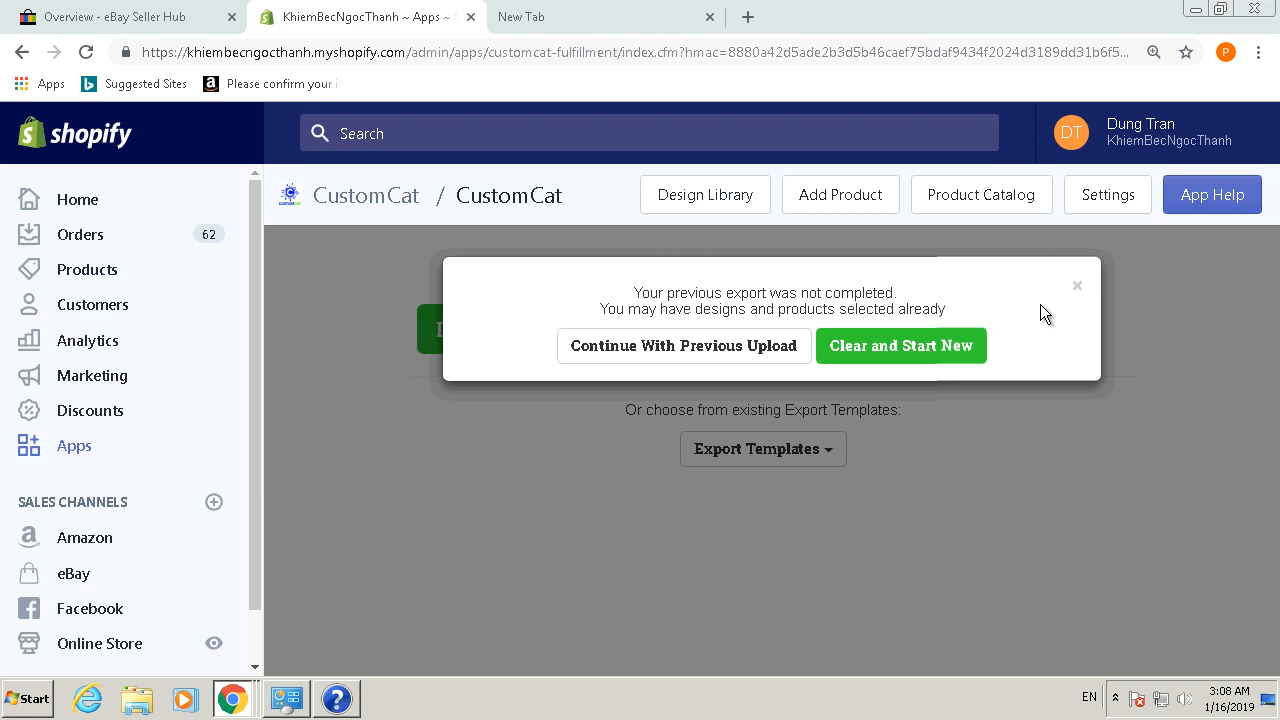 Overview - eBay Seller Hub
KhiemBecNgocThanh ~ Apps ~ S
New Tab
https://khiembecngocthanh.myshopify.com/admin/apps/customcat-fulfillment/index.cfm?hmac=8810a42d5ade2b3d5b46caef75bdaf9434f2024d3189dd31b6f5...
P
Apps
Suggested Sites
Please confirm your
shopify
Search
DT
Dung Tran
KhiemBecNgocThanh
CustomCat / CustomCat
Design Library
Add Product
Product Catalog
Settings
App Help
Home
Orders 62
Products
Customers
Analytics
Marketing
Discounts
Apps
SALES CHANNELS
Amazon
eBay
Facebook
Online Store
Your previous export was not completed.
You may have designs and products selected already
×
Continue With Previous Upload
Clear and Start New
Or choose from existing Export Templates:
Export Templates
Start
EN
3:08 AM
1/16/2019